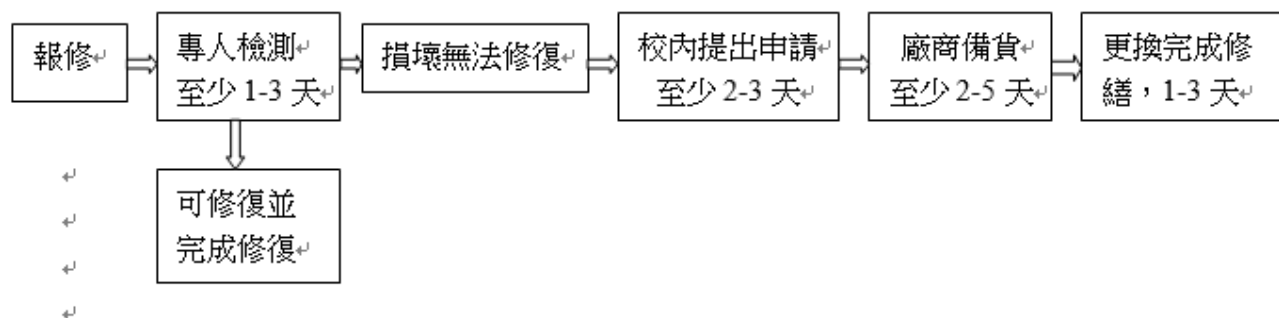 報修
專人檢測
至少 1-3 天
損壞無法修復
校內提出申請
至少 2-3 天
廠商備貨
至少 2-5 天
更換完成修
繕，1-3 天
可修復並
完成修復